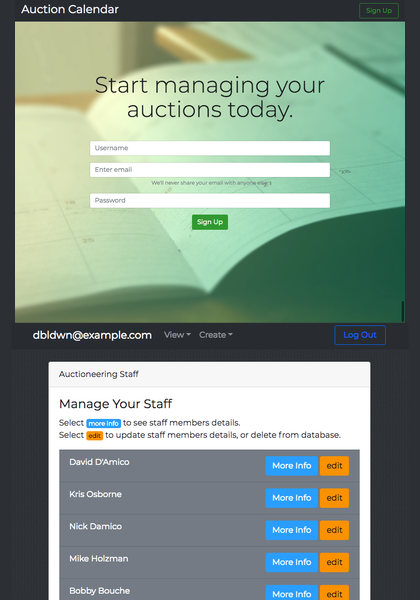 Auction Calendar Sign Up
Start managing your
auctions today.
Username
Enter email
We'll never share your email with anyone else's
Password
Sign Up
dbldwn@example.com View Create Log Out
Auctioneering Staff
Manage Your Staff
Select more info to see staff members details.
Select edit to update staff members details, or delete from database.
David D'Amico More Info edit
Kris Osborne More Info edit
Nick Damico More Info edit
Mike Holzman More Info edit
Bobby Bouche More Info edit